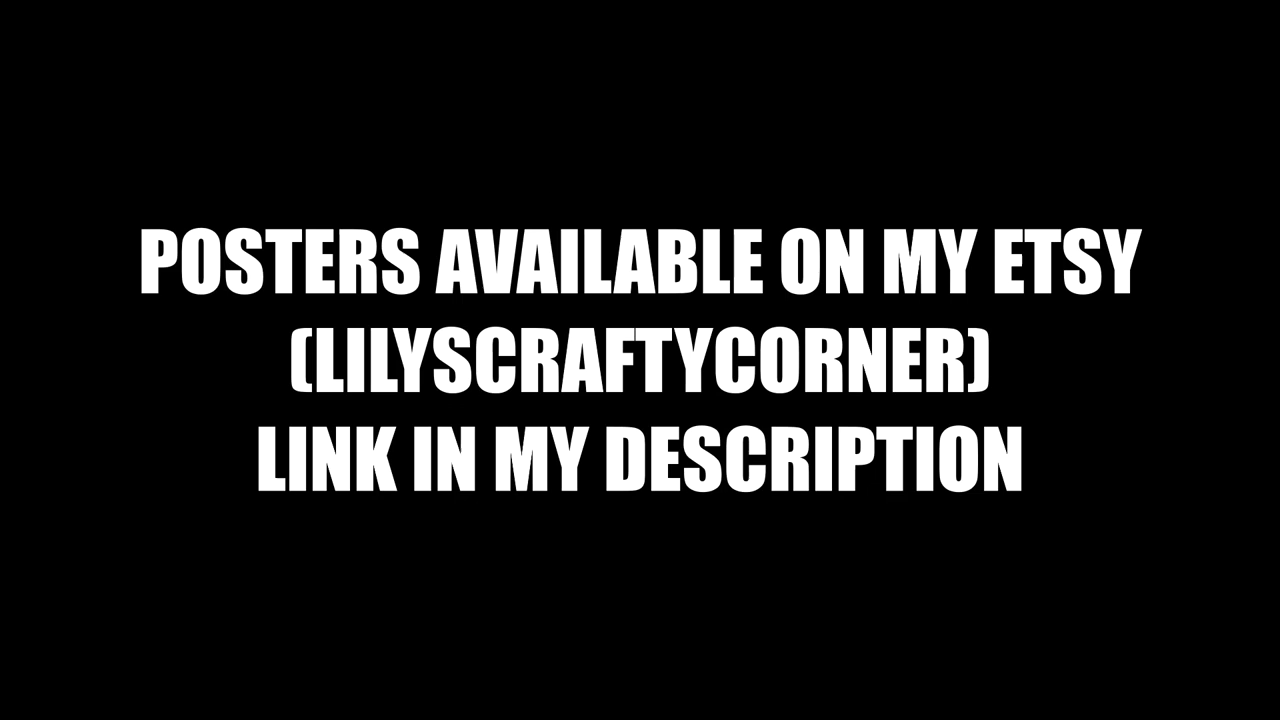 POSTERS AVAILABLE ON MY ETSY
(LILYSCRAFTYCORNER)
LINK IN MY DESCRIPTION